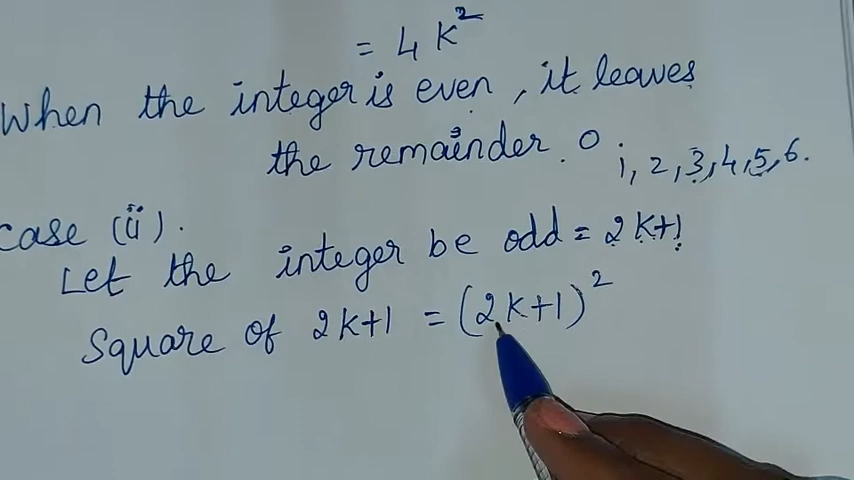 = 4k²
When the integer is even, it leaves
the remainder. 0
1, 2, 3, 4, 5, 6.
case (ii).
Let the integer be odd = 2k+1
Square of 2k+1 = (2k+1)²